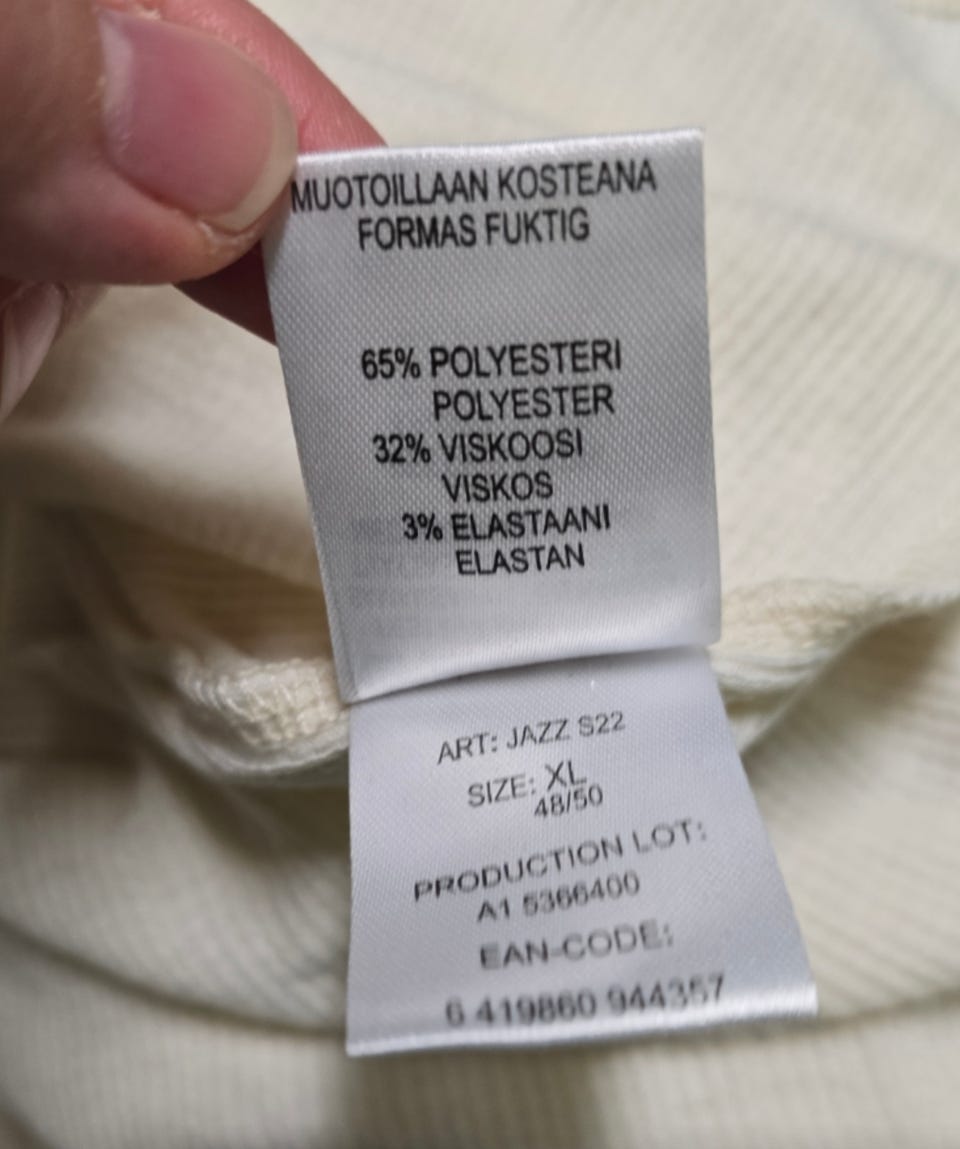 MUOTOILLAAN KOSTEANA
FORMAS FUKTIG
65% POLYESTERI
POLYESTER
32% VISKOOSI
VISKOS
3% ELASTAANI
ELASTAN
ART: JAZZ S22
SIZE: XL
48/50
PRODUCTION LOT:
A1 5366400
EAN-CODE:
6 419860 944357